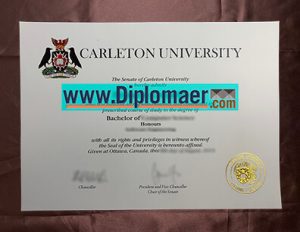 CARLETON UNIVERSITY
The Senate of Carleton University
www.Diplomaer.com
prescribed course of study to the degree of
Bachelor of
Honours
with all its rights and privileges in witness whereof
the Seal of the University is hereunto affixed.
Given at Ottawa, Canada, this
Chancellor
President and Vice-Chancellor
Chair of the Senate